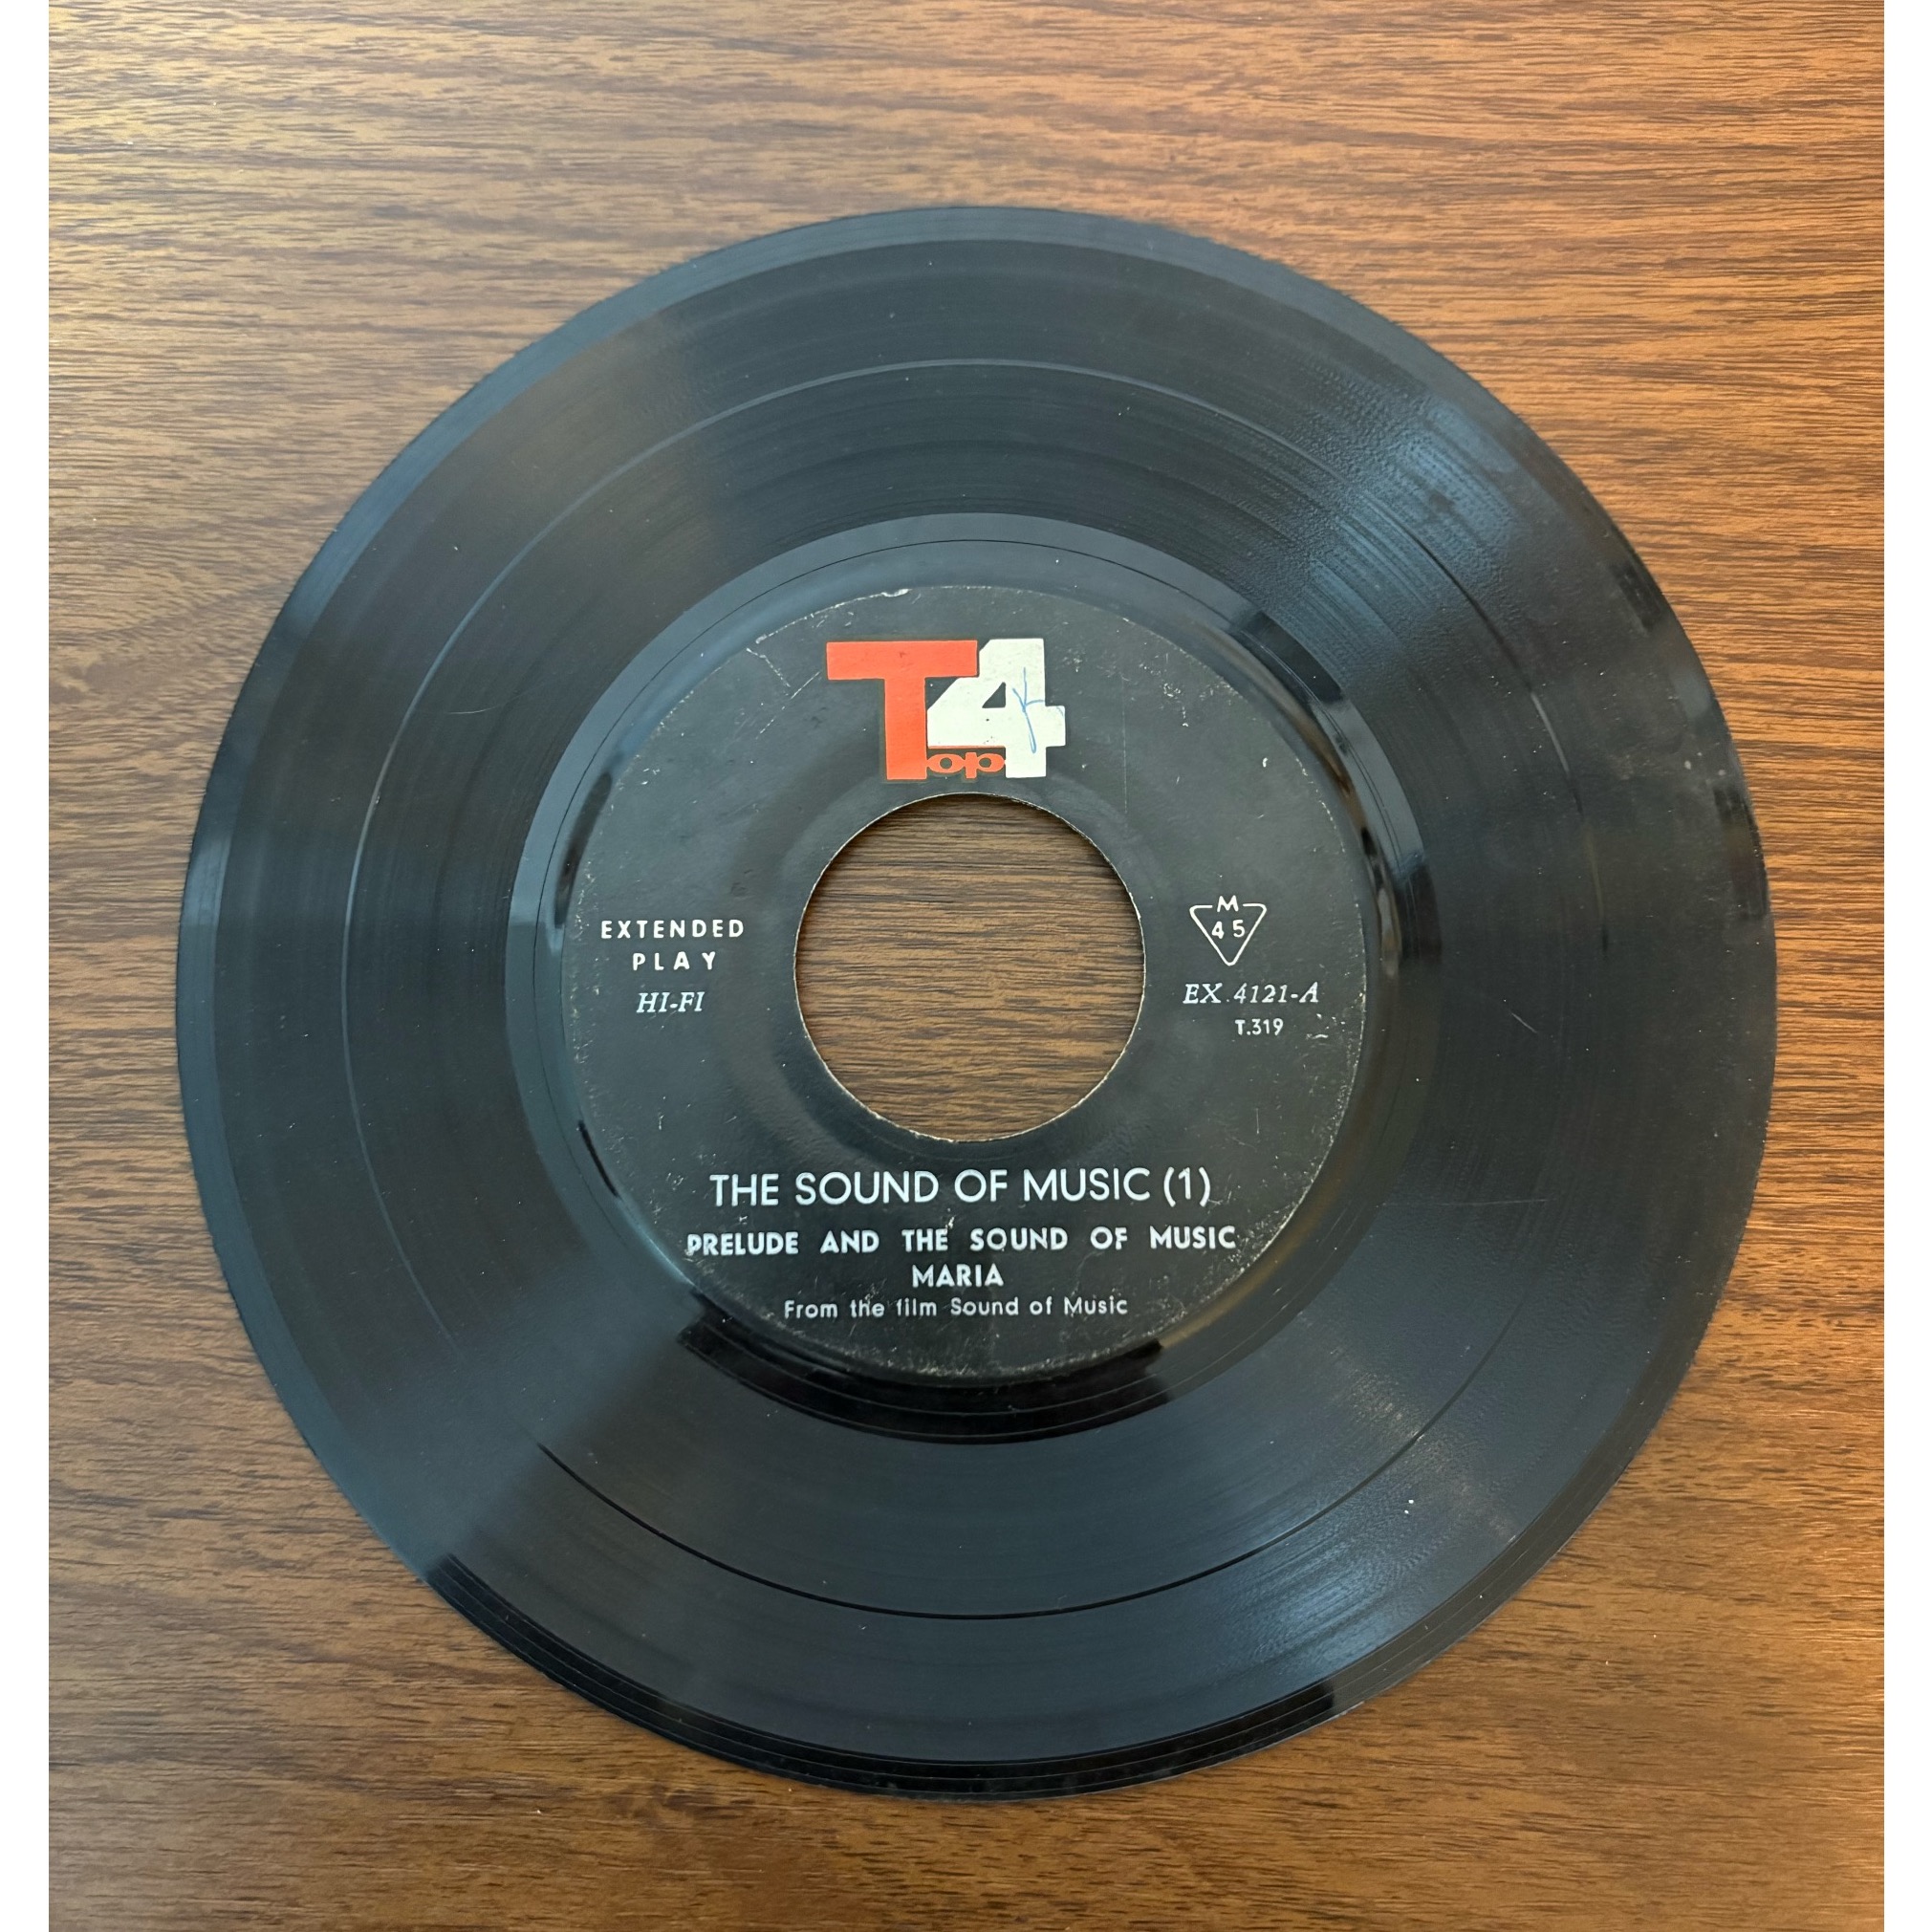 Top 4
EXTENDED
PLAY
HI-FI
M
45
EX.4121-A
T.319
THE SOUND OF MUSIC (1)
PRELUDE AND THE SOUND OF MUSIC
MARIA
From the film Sound of Music